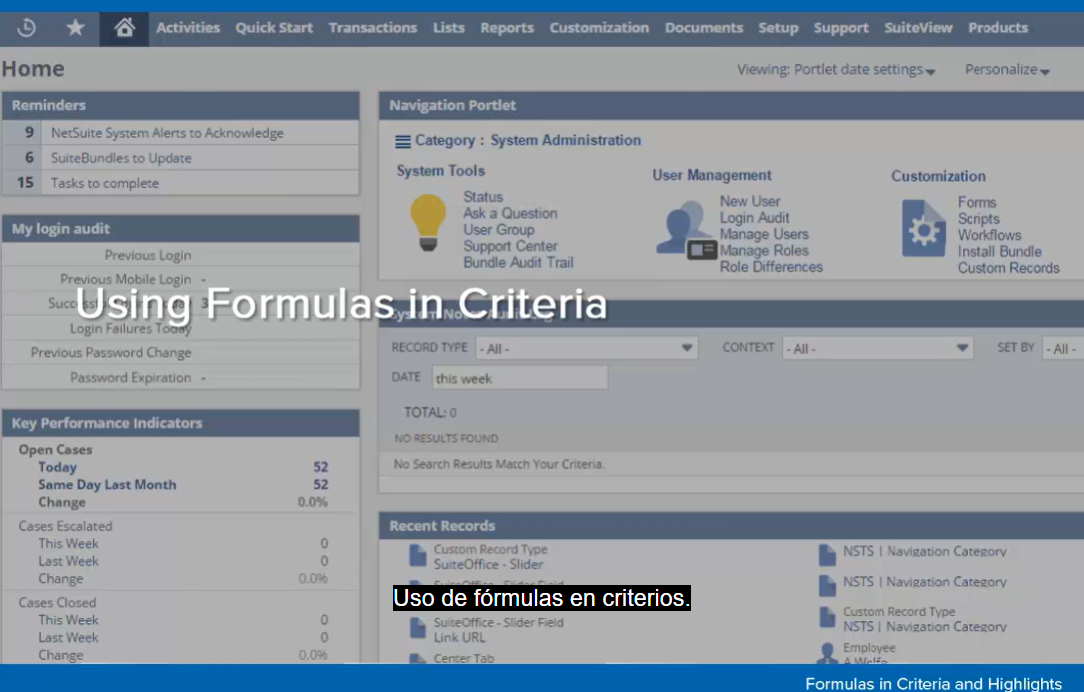 Activities Quick Start Transactions Lists Reports Customization Documents Setup Support SuiteView Products
Home
Viewing: Portlet date settings
Personalize
Reminders
9 NetSuite System Alerts to Acknowledge
6 SuiteBundles to Update
15 Tasks to complete
My login audit
Previous Login
Previous Mobile Login -
Login Failures Today
Previous Password Change
Password Expiration -
Using Formulas in Criteria
Key Performance Indicators
Open Cases
Today 52
Same Day Last Month 52
Change 0.0%
Cases Escalated
This Week 0
Last Week 0
Change 0.0%
Cases Closed
This Week 0
Last Week 0
Change 0.0%
Navigation Portlet
Category : System Administration
System Tools
Status
Ask a Question
User Group
Support Center
Bundle Audit Trail
User Management
New User
Login Audit
Manage Users
Manage Roles
Role Differences
Customization
Forms
Scripts
Workflows
Install Bundle
Custom Records
RECORD TYPE - All -
CONTEXT - All -
SET BY - All -
DATE this week
TOTAL: 0
NO RESULTS FOUND
No Search Results Match Your Criteria.
Recent Records
Custom Record Type
SuiteOffice - Slider
SuiteOffice - Slider Field
SuiteOffice - Slider Field
Link URL
Center Tab
NSTS | Navigation Category
NSTS | Navigation Category
Custom Record Type
NSTS | Navigation Category
Employee
A Wolfe
Uso de fórmulas en criterios.
Formulas in Criteria and Highlights